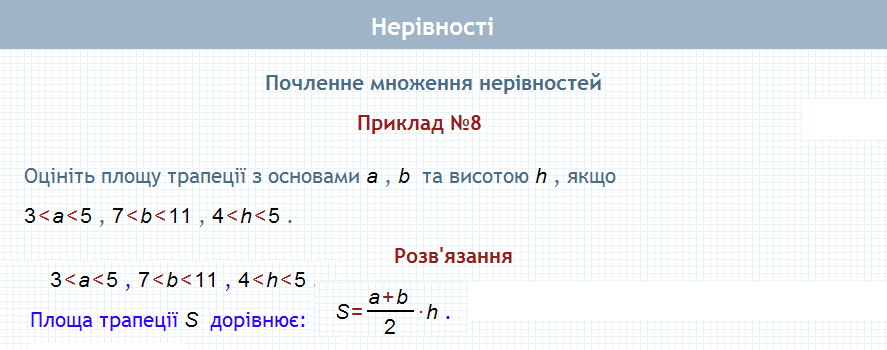 Нерівності
Почленне множення нерівностей
Приклад №8
Оцініть площу трапеції з основами a , b та висотою h , якщо
3<a<5 , 7<b<11 , 4<h<5 .
Розв'язання
3<a<5 , 7<b<11 , 4<h<5 .
Площа трапеції S дорівнює: S=(a+b)/2·h .